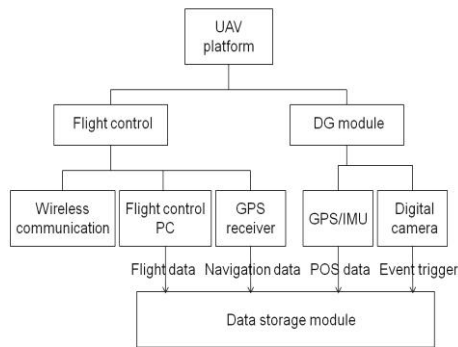 UAV
platform
Flight control
DG module
Wireless
communication
Flight control
PC
GPS
receiver
GPS/IMU
Digital
camera
Flight data
Navigation data
POS data
Event trigger
Data storage module